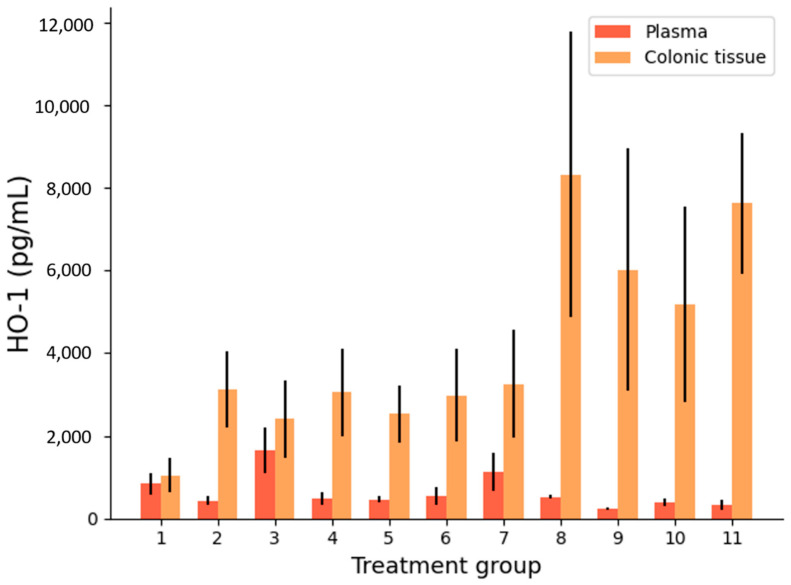 12,000
10,000
8,000
6,000
4,000
2,000
0
HO-1 (pg/mL)
Plasma
Colonic tissue
1 2 3 4 5 6 7 8 9 10 11
Treatment group